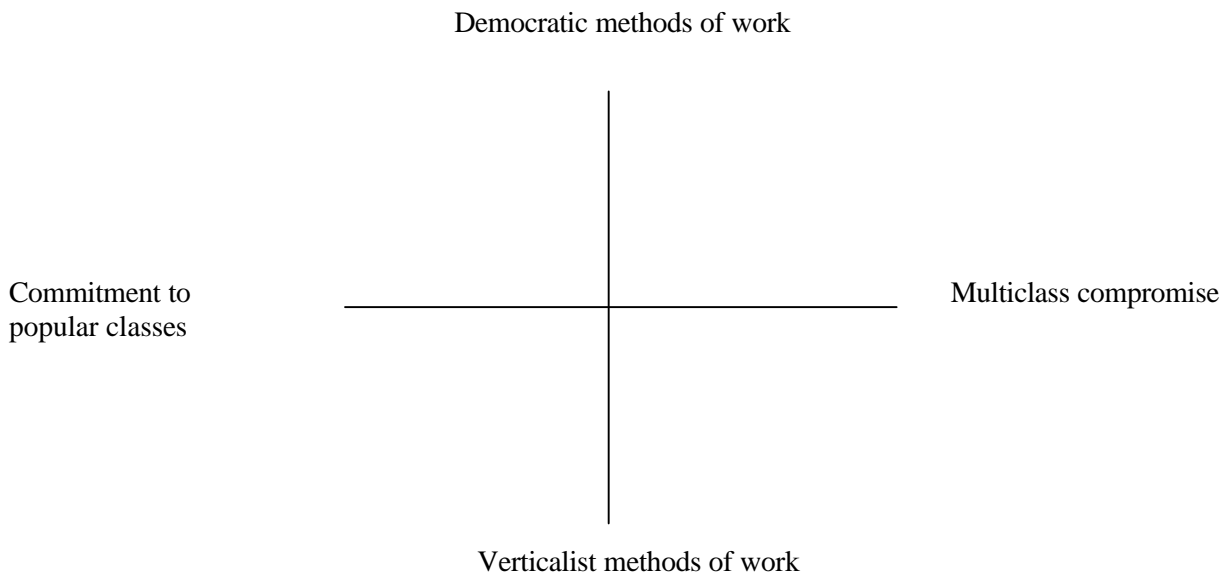 Democratic methods of work
Commitment to
popular classes
Multiclass compromise
Verticalist methods of work